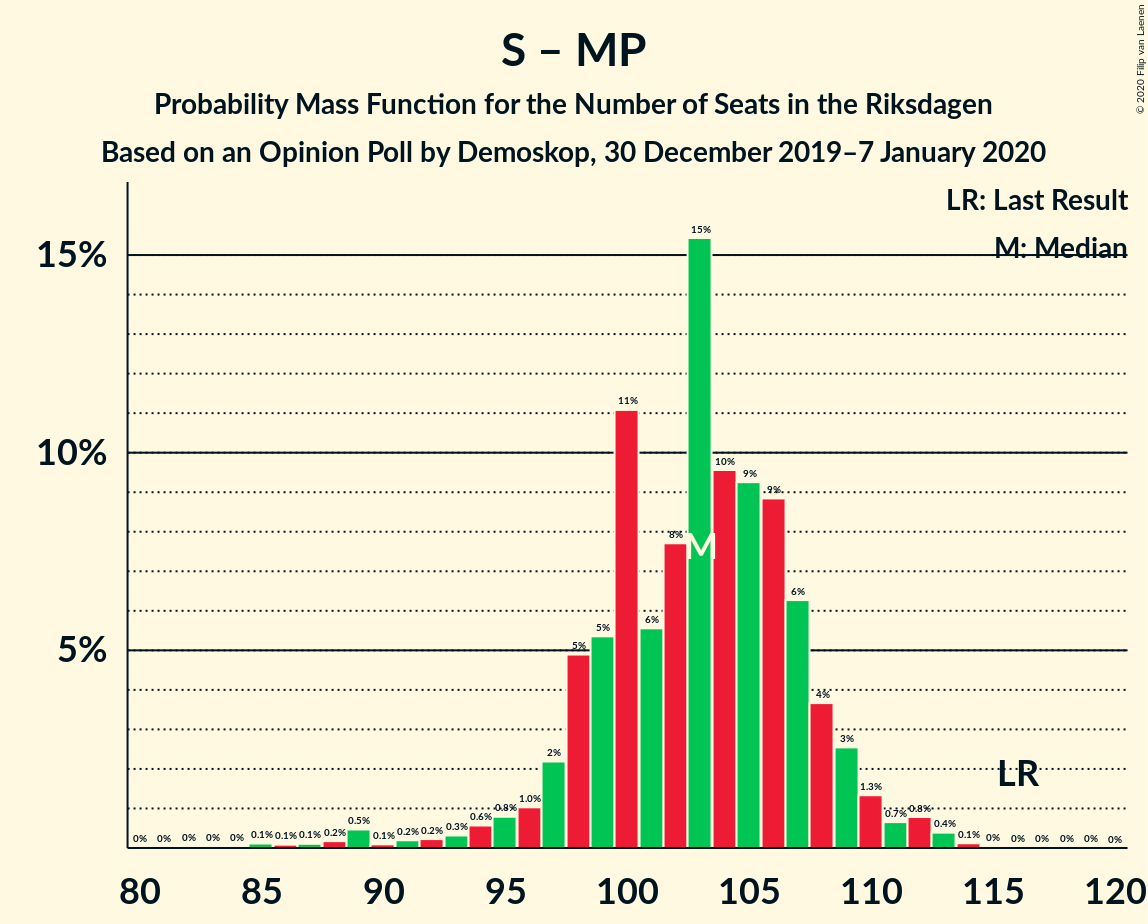 S – MP
Probability Mass Function for the Number of Seats in the Riksdagen
Based on an Opinion Poll by Demoskop, 30 December 2019–7 January 2020
© 2020 Filip van Laenen
LR: Last Result
M: Median
15%
10%
5%
0% 0% 0% 0% 0% 0.1% 0.1% 0.1% 0.2% 0.5% 0.1% 0.2% 0.2% 0.3% 0.6% 0.8% 1.0% 2% 5% 5% 11% 6% 8% 15% 10% 9% 9% 6% 4% 3% 1.3% 0.7% 0.8% 0.4% 0.1% 0% 0% 0% 0% 0% 0%
M
LR
80 85 90 95 100 105 110 115 120